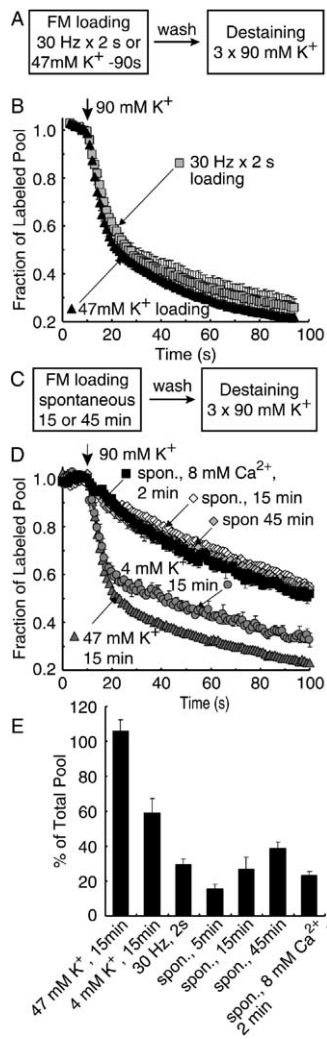 A
FM loading
30 Hz x 2 s or
47mM K⁺ -90s
wash
Destaining
3 x 90 mM K⁺
B
90 mM K⁺
Fraction of Labeled Pool
1.0
0.8
0.6
0.4
0.2
30 Hz x 2 s
loading
47mM K⁺ loading
0 20 40 60 80 100
Time (s)
C
FM loading
spontaneous
15 or 45 min
wash
Destaining
3 x 90 mM K⁺
D
90 mM K⁺
Fraction of Labeled Pool
1.0
0.8
0.6
0.4
0.2
spon., 8 mM Ca²⁺,
2 min
spon., 15 min
spon 45 min
4 mM K⁺
15 min
47 mM K⁺
15 min
0 20 40 60 80 100
Time (s)
E
% of Total Pool
120
100
80
60
40
20
0
47 mM K⁺, 15min
4 mM K⁺, 15min
30 Hz, 2s
spon., 5min
spon., 15min
spon., 45min
spon., 8 mM Ca²⁺
2 min